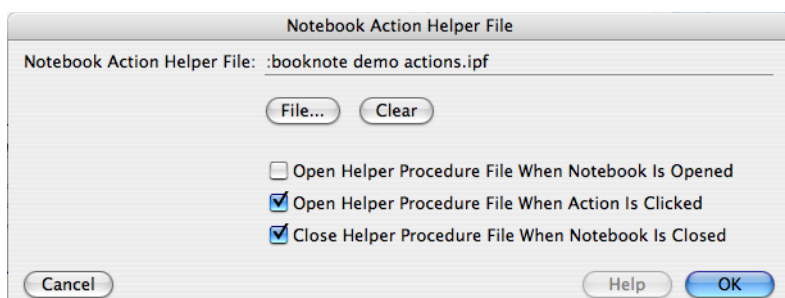 Notebook Action Helper File
Notebook Action Helper File: :booknote demo actions.ipf
File... Clear
Open Helper Procedure File When Notebook Is Opened
Open Helper Procedure File When Action Is Clicked
Close Helper Procedure File When Notebook Is Closed
Cancel Help OK